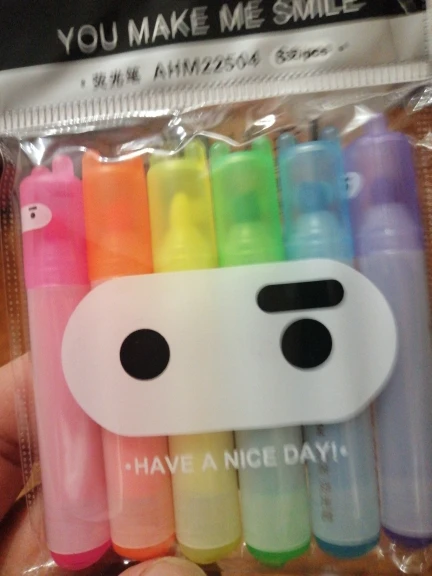 YOU MAKE ME SMILE
· 荧光笔 AHM22504
·HAVE A NICE DAY!·